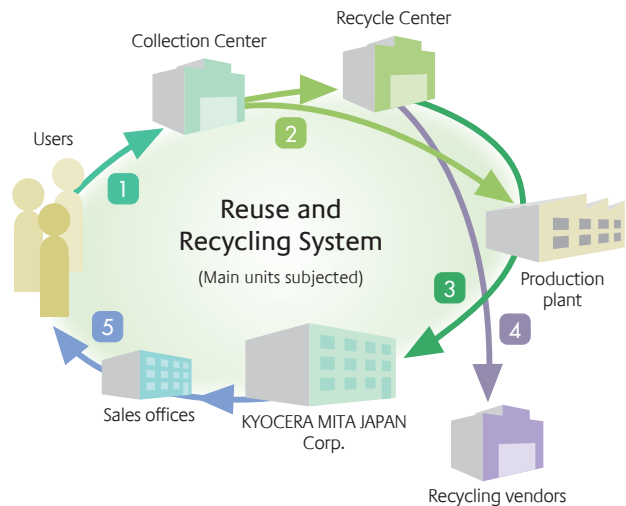 Recycle Center
Collection Center
Users
1
2
Reuse and
Recycling System
(Main units subjected)
Production
plant
3
4
5
Sales offices
KYOCERA MITA JAPAN
Corp.
Recycling vendors